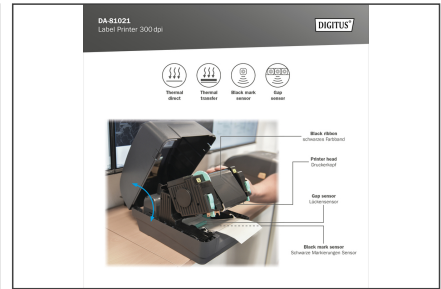 DA-81021
Label Printer 300 dpi
DIGITUS®
Thermal
direct
Thermal
transfer
Black mark
sensor
Gap
sensor
Black ribbon
schwarzes Farbband
Printer head
Druckerkopf
Gap sensor
Lückensensor
Black mark sensor
Schwarze Markierunger Sensor